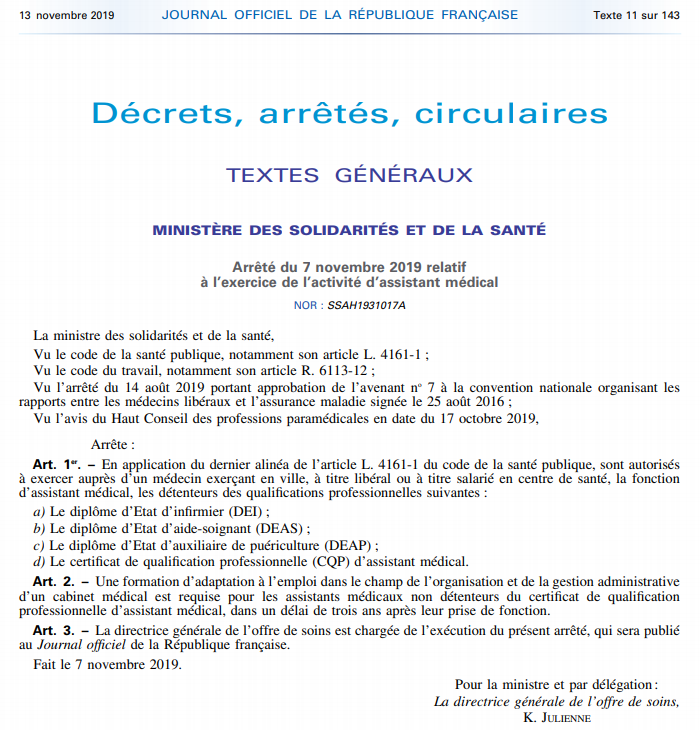 13 novembre 2019 JOURNAL OFFICIEL DE LA RÉPUBLIQUE FRANÇAISE Texte 11 sur 143
Décrets, arrêtés, circulaires
TEXTES GÉNÉRAUX
MINISTÈRE DES SOLIDARITÉS ET DE LA SANTÉ
Arrêté du 7 novembre 2019 relatif
à l’exercice de l’activité d’assistant médical
NOR : SSAH1931017A
La ministre des solidarités et de la santé,
Vu le code de la santé publique, notamment son article L. 4161-1 ;
Vu le code du travail, notamment son article R. 6113-12 ;
Vu l’arrêté du 14 août 2019 portant approbation de l’avenant nº 7 à la convention nationale organisant les
rapports entre les médecins libéraux et l’assurance maladie signée le 25 août 2016 ;
Vu l’avis du Haut Conseil des professions paramédicales en date du 17 octobre 2019,
Arrête :
Art. 1er. – En application du dernier alinéa de l’article L. 4161-1 du code de la santé publique, sont autorisés
à exercer auprès d’un médecin exerçant en ville, à titre libéral ou à titre salarié en centre de santé, la fonction
d’assistant médical, les détenteurs des qualifications professionnelles suivantes :
a) Le diplôme d’Etat d’infirmier (DEI) ;
b) Le diplôme d’Etat d’aide-soignant (DEAS) ;
c) Le diplôme d’Etat d’auxiliaire de puériculture (DEAP) ;
d) Le certificat de qualification professionnelle (CQP) d’assistant médical.
Art. 2. – Une formation d’adaptation à l’emploi dans le champ de l’organisation et de la gestion administrative
d’un cabinet médical est requise pour les assistants médicaux non détenteurs du certificat de qualification
professionnelle d’assistant médical, dans un délai de trois ans après leur prise de fonction.
Art. 3. – La directrice générale de l’offre de soins est chargée de l’exécution du présent arrêté, qui sera publié
au Journal officiel de la République française.
Fait le 7 novembre 2019.
Pour la ministre et par délégation :
La directrice générale de l’offre de soins,
K. JULIENNE